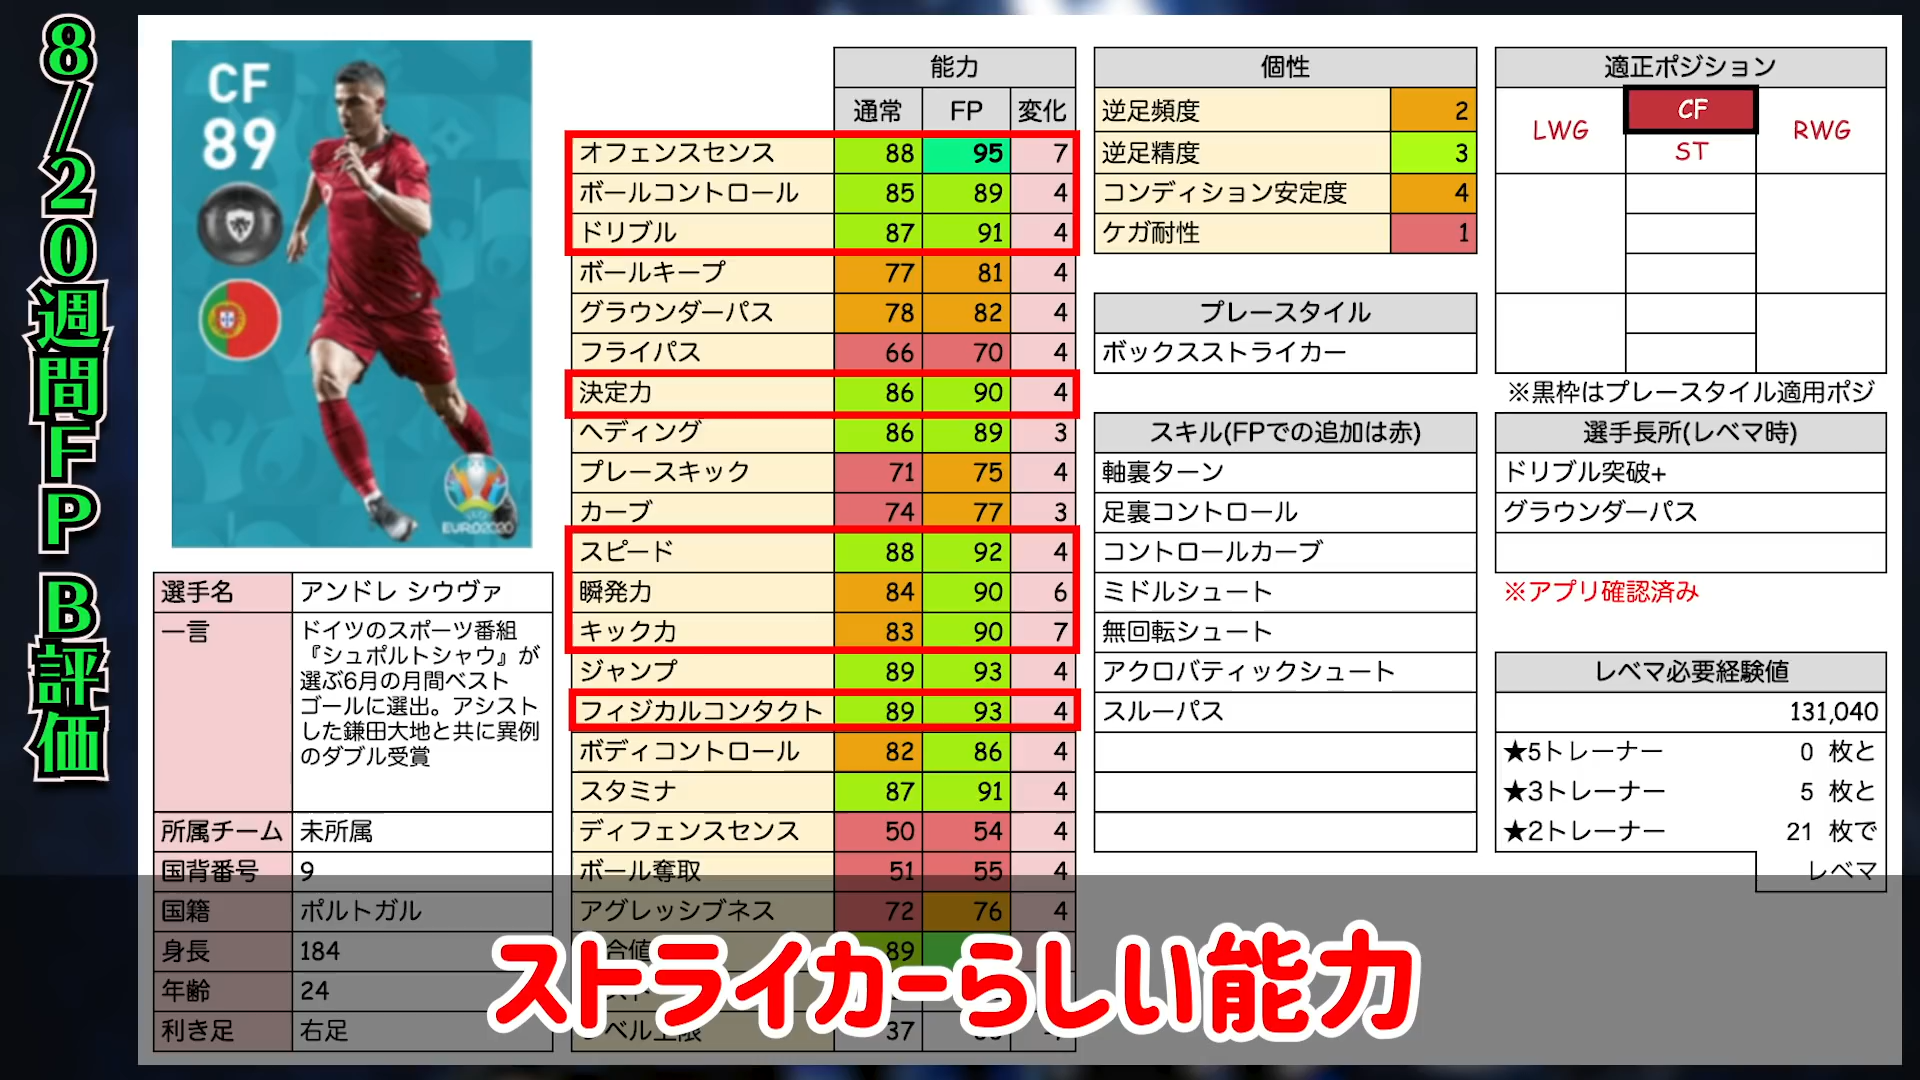 8/20週間FP B評価
CF
89
EURO2020
選手名 アンドレ シウヴァ
一言 ドイツのスポーツ番組
『シュポルトシャウ』が
選ぶ6月の月間ベスト
ゴールに選出。アシスト
した鎌田大地と共に異例
のダブル受賞
所属チーム 未所属
国背番号 9
国籍 ポルトガル
身長 184
年齢 24
利き足 右足
能力
通常 FP 変化
オフェンスセンス 88 95 7
ボールコントロール 85 89 4
ドリブル 87 91 4
ボールキープ 77 81 4
グラウンダーパス 78 82 4
フライパス 66 70 4
決定力 86 90 4
ヘディング 86 89 3
プレースキック 71 75 4
カーブ 74 77 3
スピード 88 92 4
瞬発力 84 90 6
キック力 83 90 7
ジャンプ 89 93 4
フィジカルコンタクト 89 93 4
ボディコントロール 82 86 4
スタミナ 87 91 4
ディフェンスセンス 50 54 4
ボール奪取 51 55 4
アグレッシブネス 72 76 4
合値 89
37
個性
逆足頻度 2
逆足精度 3
コンディション安定度 4
ケガ耐性 1
プレースタイル
ボックスストライカー
スキル(FPでの追加は赤)
軸裏ターン
足裏コントロール
コントロールカーブ
ミドルシュート
無回転シュート
アクロバティックシュート
スルーパス
適正ポジション
LWG CF RWG
ST
※黒枠はプレースタイル適用ポジ
選手長所(レベマ時)
ドリブル突破+
グラウンダーパス
※アプリ確認済み
レベマ必要経験値
131,040
★5トレーナー 0 枚と
★3トレーナー 5 枚と
★2トレーナー 21 枚で
レベマ
ストライカーらしい能力